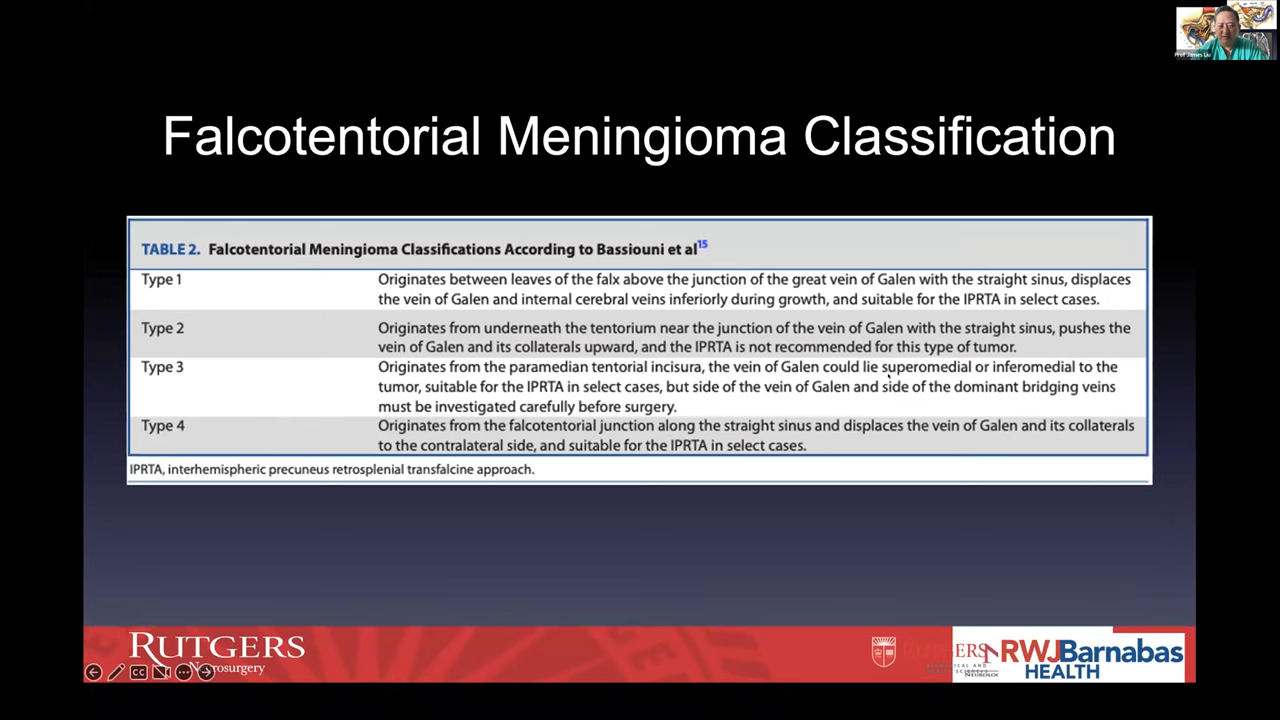 Prof James Liu
Falcotentorial Meningioma Classification
TABLE 2. Falcotentorial Meningioma Classifications According to Bassiouni et al15
Type 1
Originates between leaves of the falx above the junction of the great vein of Galen with the straight sinus, displaces
the vein of Galen and internal cerebral veins inferiorly during growth, and suitable for the IPRTA in select cases.
Type 2
Originates from underneath the tentorium near the junction of the vein of Galen with the straight sinus, pushes the
vein of Galen and its collaterals upward, and the IPRTA is not recommended for this type of tumor.
Type 3
Originates from the paramedian tentorial incisura, the vein of Galen could lie superomedial or inferomedial to the
tumor, suitable for the IPRTA in select cases, but side of the vein of Galen and side of the dominant bridging veins
must be investigated carefully before surgery.
Type 4
Originates from the falcotentorial junction along the straight sinus and displaces the vein of Galen and its collaterals
to the contralateral side, and suitable for the IPRTA in select cases.
IPRTA, interhemispheric precuneus retrosplenial transfalcine approach.
RUTGERS
Neurosurgery
CC
RWJBarnabas
HEALTH